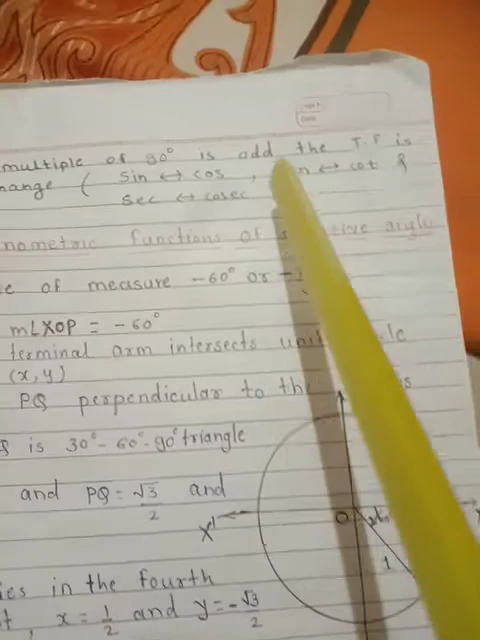 multiple of 90° is odd the T.F is
hange ( sin ↔ cos, ↔ cot &
sec ↔ cosec
nometric functions of angle
e of measure -60° or
m∠XOP = -60°
terminal arm intersects
(x, y)
PQ perpendicular to
is 30°-60°-90° triangle
and PQ = √3/2 and
X'
O
1
ies in the fourth
x = 1/2 and y = -√3/2